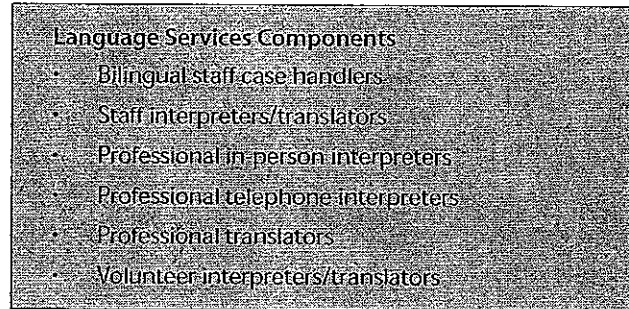 Language Services Components
· Bilingual staff case handlers
· Staff interpreters/translators
· Professional in-person interpreters
· Professional telephone interpreters
· Professional translators
· Volunteer interpreters/translators